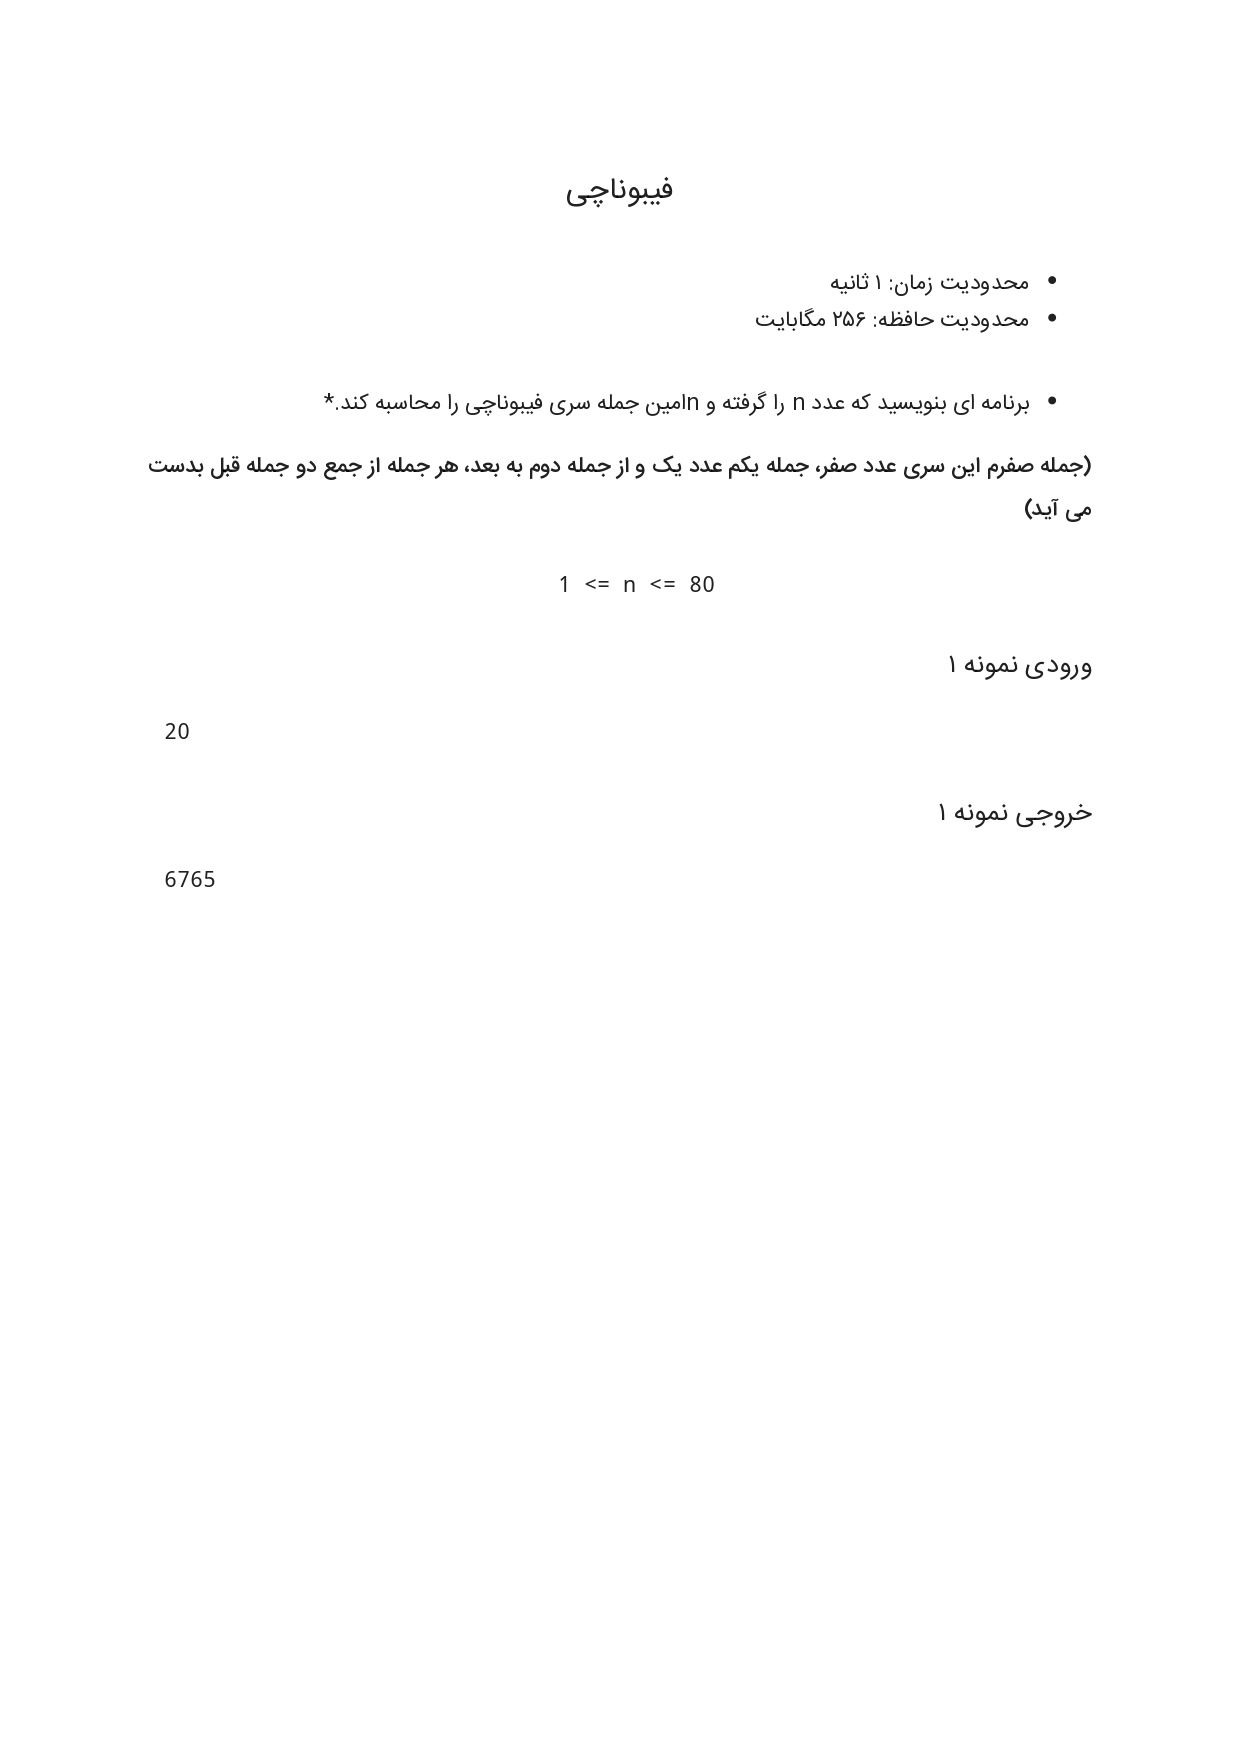 فیبوناچی
• محدودیت زمان: ۱ ثانیه
• محدودیت حافظه: ۲۵۶ مگابایت
• برنامه ای بنویسید که عدد n را گرفته و nامین جمله سری فیبوناچی را محاسبه کند.*
(جمله صفرم این سری عدد صفر، جمله یکم عدد یک و از جمله دوم به بعد، هر جمله از جمع دو جمله قبل بدست
می آید)
1 <= n <= 80
ورودی نمونه ۱
20
خروجی نمونه ۱
6765